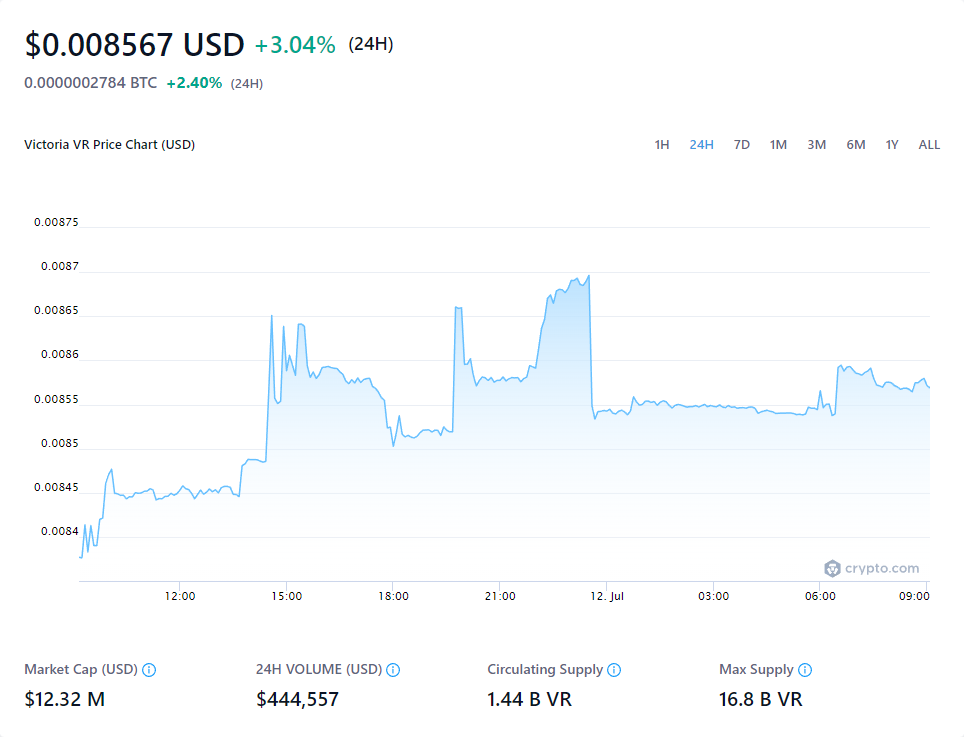 $0.008567 USD +3.04% (24H)
0.0000002784 BTC +2.40% (24H)
Victoria VR Price Chart (USD)
1H 24H 7D 1M 3M 6M 1Y ALL
0.00875
0.0087
0.00865
0.0086
0.00855
0.0085
0.00845
0.0084
crypto.com
12:00 15:00 18:00 21:00 12. Jul 03:00 06:00 09:00
Market Cap (USD) 24H VOLUME (USD) Circulating Supply Max Supply
$12.32 M $444,557 1.44 B VR 16.8 B VR